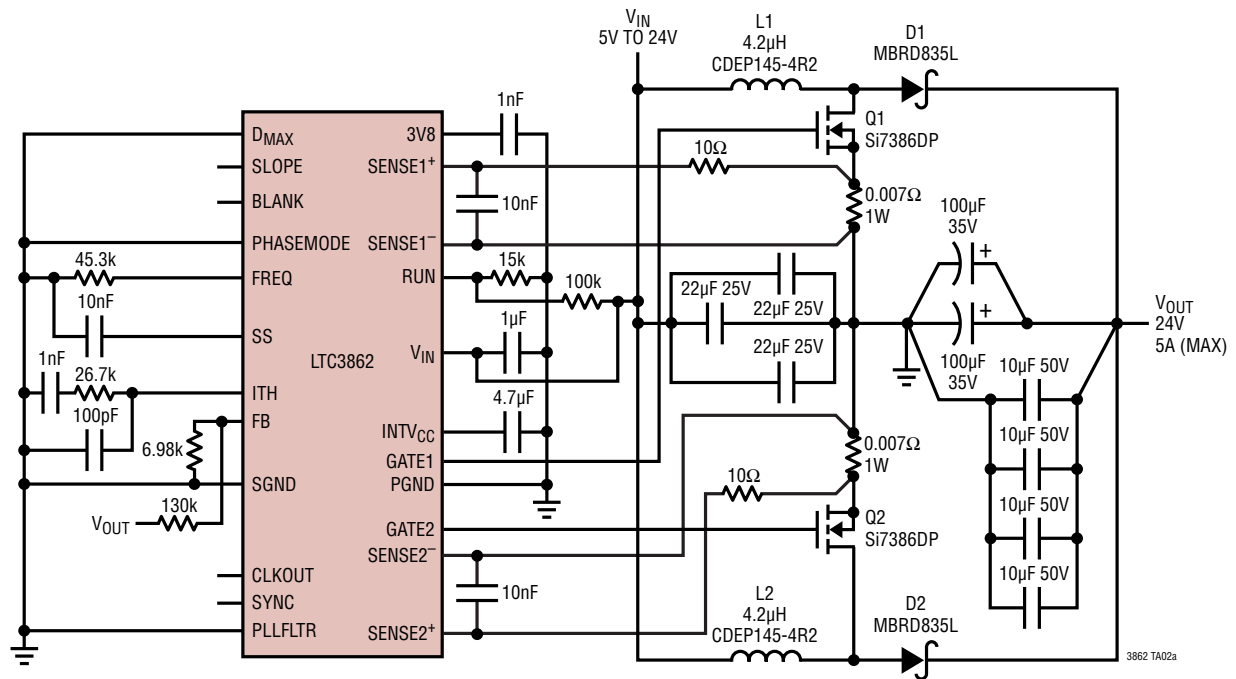 VIN
5V TO 24V
L1
4.2µH
CDEP145-4R2
D1
MBRD835L
1nF
DMAX
3V8
Q1
Si7386DP
SLOPE
SENSE1+
10Ω
BLANK
10nF
0.007Ω
1W
100µF
35V
PHASEMODE
SENSE1–
45.3k
FREQ
RUN
15k
100k
10nF
22µF 25V
22µF 25V
+
SS
1µF
+
VOUT
24V
5A (MAX)
LTC3862
VIN
22µF 25V
100µF
35V
10µF 50V
1nF
26.7k
ITH
4.7µF
100pF
FB
INTVCC
10µF 50V
6.98k
GATE1
0.007Ω
1W
SGND
PGND
10Ω
10µF 50V
130k
VOUT
GATE2
Q2
Si7386DP
SENSE2–
10µF 50V
CLKOUT
10nF
SYNC
L2
4.2µH
CDEP145-4R2
D2
MBRD835L
PLLFLTR
SENSE2+
3862 TA02a